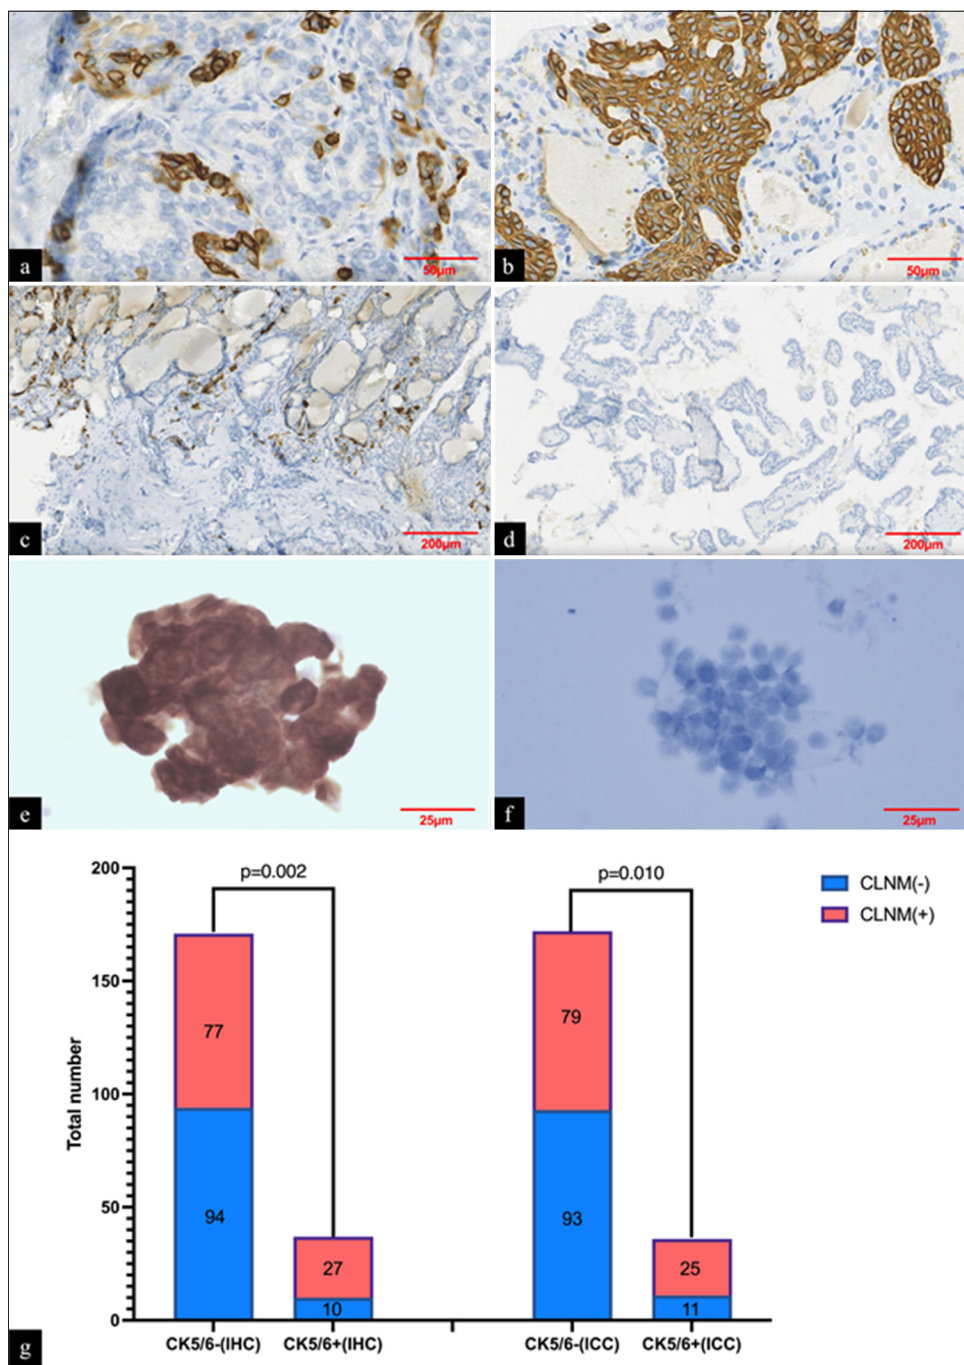 a
50µm
b
50µm
c
200µm
d
200µm
e
25µm
f
25µm
g
Total number
200
150
100
50
0
p=0.002
p=0.010
CLNM(-)
CLNM(+)
77
94
27
10
79
93
25
11
CK5/6-(IHC)
CK5/6+(IHC)
CK5/6-(ICC)
CK5/6+(ICC)